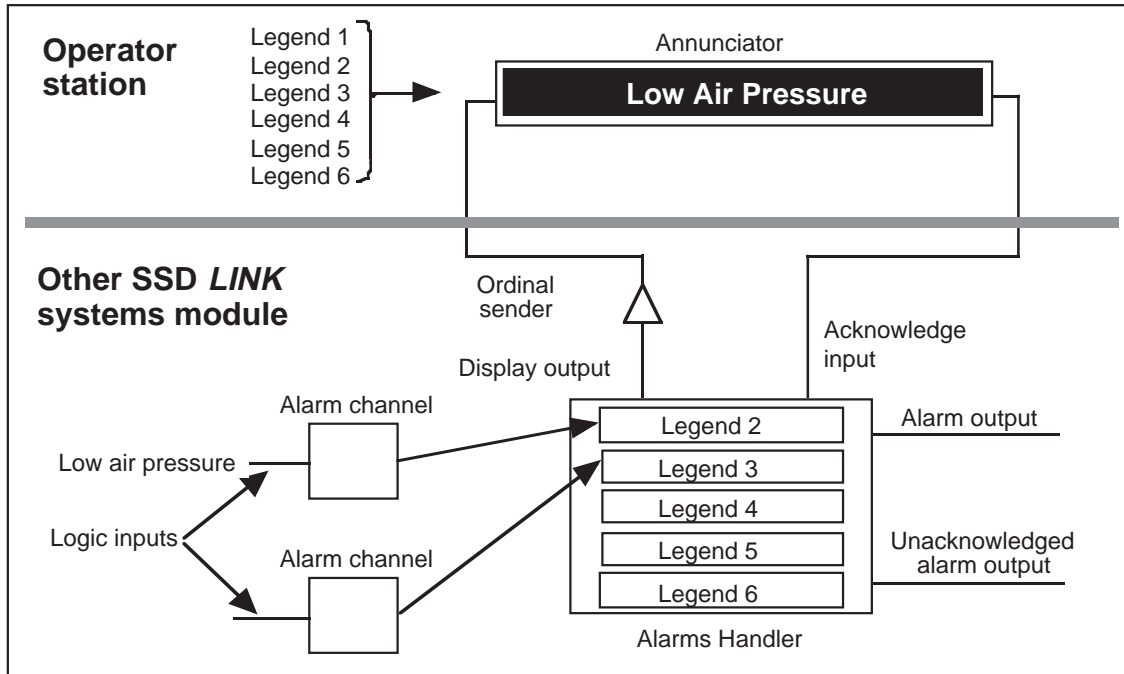 Operator
station
Legend 1
Legend 2
Legend 3
Legend 4
Legend 5
Legend 6
Annunciator
Low Air Pressure
Other SSD LINK
systems module
Ordinal
sender
Acknowledge
input
Display output
Alarm channel
Low air pressure
Logic inputs
Alarm channel
Legend 2
Legend 3
Legend 4
Legend 5
Legend 6
Alarms Handler
Alarm output
Unacknowledged
alarm output